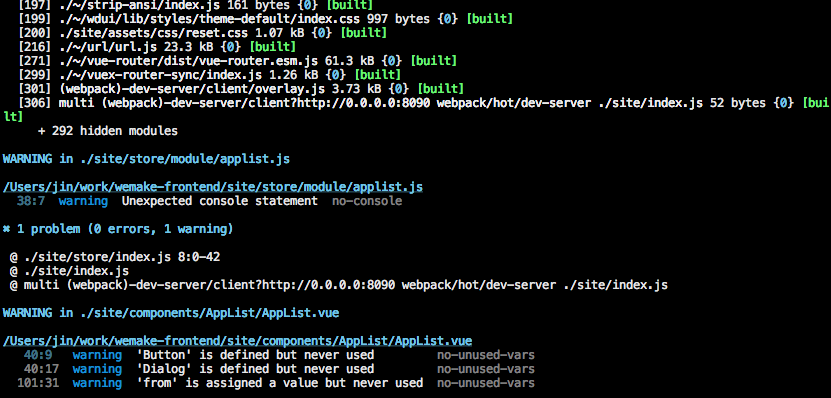 [197] ./~/strip-ansi/index.js 161 bytes {0} [built]
[199] ./~/wdui/lib/styles/theme-default/index.css 997 bytes {0} [built]
[200] ./site/assets/css/reset.css 1.07 kB {0} [built]
[216] ./~/url/url.js 23.3 kB {0} [built]
[271] ./~/vue-router/dist/vue-router.esm.js 61.3 kB {0} [built]
[299] ./~/vuex-router-sync/index.js 1.26 kB {0} [built]
[301] (webpack)-dev-server/client/overlay.js 3.73 kB {0} [built]
[306] multi (webpack)-dev-server/client?http://0.0.0.0:8090 webpack/hot/dev-server ./site/index.js 52 bytes {0} [bui
lt]
+ 292 hidden modules
WARNING in ./site/store/module/applist.js
/Users/jin/work/wemake-frontend/site/store/module/applist.js
38:7 warning Unexpected console statement no-console
✖ 1 problem (0 errors, 1 warning)
@ ./site/store/index.js 8:0-42
@ ./site/index.js
@ multi (webpack)-dev-server/client?http://0.0.0.0:8090 webpack/hot/dev-server ./site/index.js
WARNING in ./site/components/AppList/AppList.vue
/Users/jin/work/wemake-frontend/site/components/AppList/AppList.vue
40:9 warning 'Button' is defined but never used no-unused-vars
40:17 warning 'Dialog' is defined but never used no-unused-vars
101:31 warning 'from' is assigned a value but never used no-unused-vars